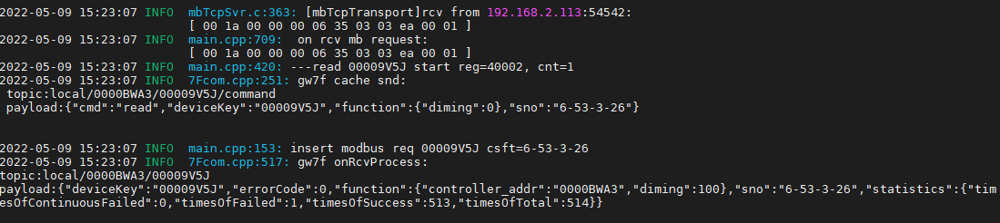 2022-05-09 15:23:07 INFO  mbTcpSvr.c:363: [mbTcpTransport]rcv from 192.168.2.113:54542:
[ 00 1a 00 00 00 06 35 03 03 ea 00 01 ]
2022-05-09 15:23:07 INFO  main.cpp:709:  on rcv mb request:
[ 00 1a 00 00 00 06 35 03 03 ea 00 01 ]
2022-05-09 15:23:07 INFO  main.cpp:420: ---read 00009V5J start reg=40002, cnt=1
2022-05-09 15:23:07 INFO  7Fcom.cpp:251: gw7f cache snd:
topic:local/0000BWA3/00009V5J/command
payload:{"cmd":"read","deviceKey":"00009V5J","function":{"diming":0},"sno":"6-53-3-26"}
2022-05-09 15:23:07 INFO  main.cpp:153: insert modbus req 00009V5J csft=6-53-3-26
2022-05-09 15:23:07 INFO  7Fcom.cpp:517: gw7f onRcvProcess:
topic:local/0000BWA3/00009V5J
payload:{"deviceKey":"00009V5J","errorCode":0,"function":{"controller_addr":"0000BWA3","diming":100},"sno":"6-53-3-26","statistics":{"tim
esOfContinuousFailed":0,"timesOfFailed":1,"timesOfSuccess":513,"timesOfTotal":514}}